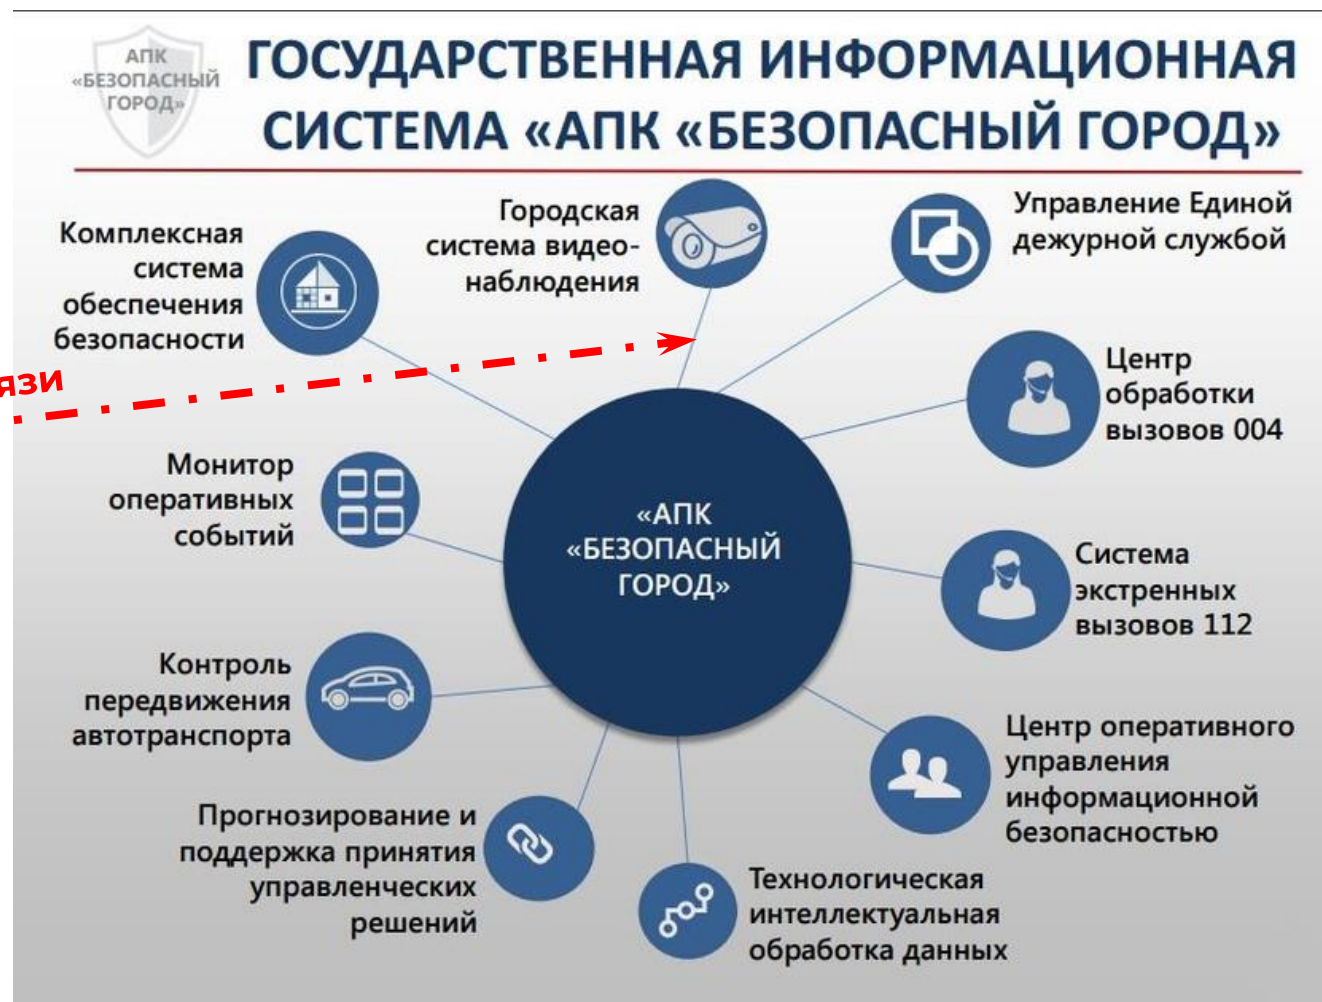 АПК
«БЕЗОПАСНЫЙ
ГОРОД»
ГОСУДАРСТВЕННАЯ ИНФОРМАЦИОННАЯ
СИСТЕМА «АПК «БЕЗОПАСНЫЙ ГОРОД»
Комплексная
система
обеспечения
безопасности
Городская
система видео-
наблюдения
Управление Единой
дежурной службой
Центр
обработки
вызовов 004
Монитор
оперативных
событий
«АПК
«БЕЗОПАСНЫЙ
ГОРОД»
Система
экстренных
вызовов 112
Контроль
передвижения
автотранспорта
Центр оперативного
управления
информационной
безопасностью
Прогнозирование и
поддержка принятия
управленческих
решений
Технологическая
интеллектуальная
обработка данных